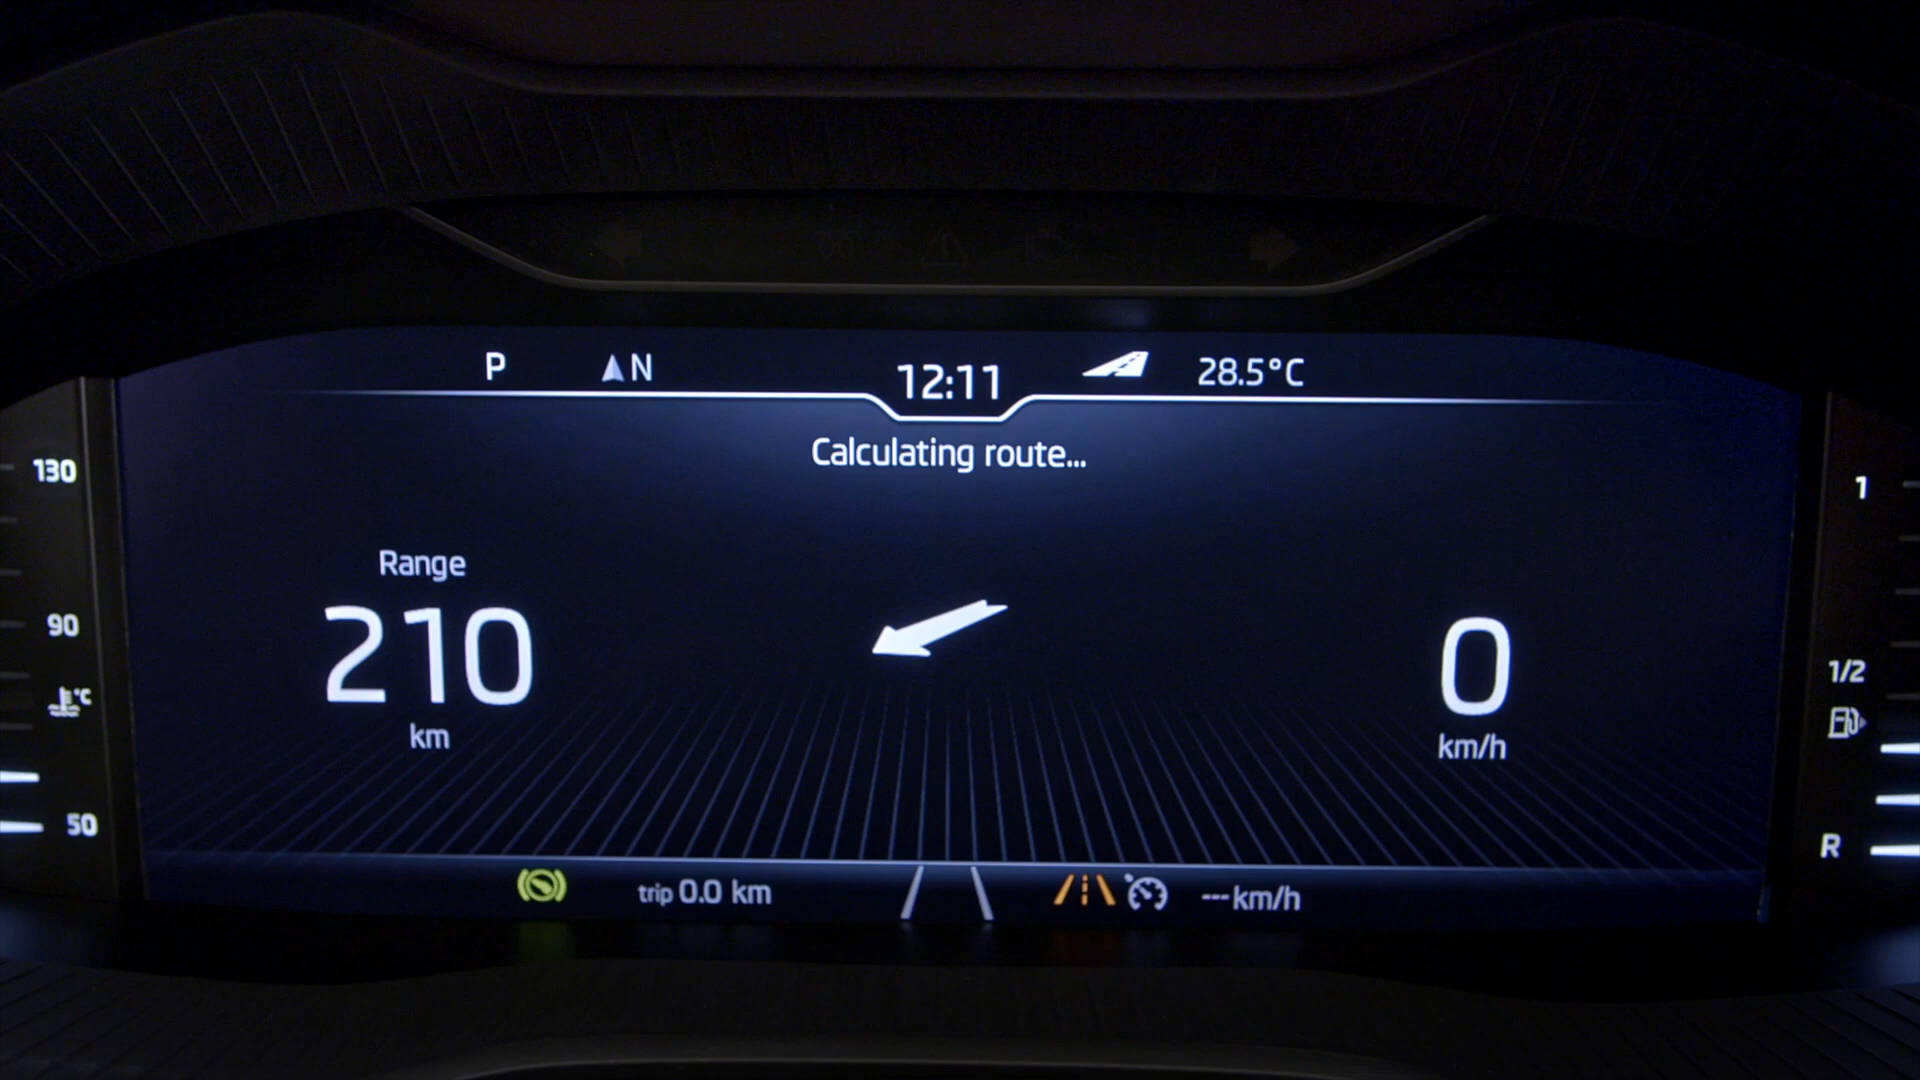 P N 12:11 28.5°C
Calculating route...
130
90
°C
50
Range
210
km
0
km/h
1
1/2
R
trip 0.0 km
---km/h